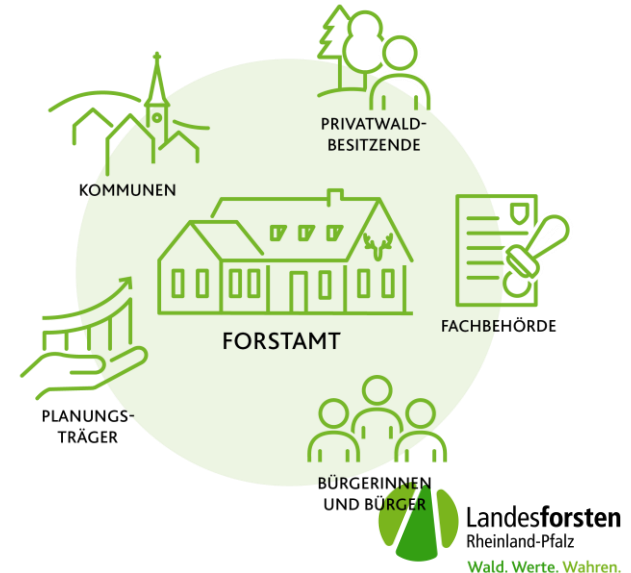 PRIVATWALD-
BESITZENDE
KOMMUNEN
FORSTAMT
FACHBEHÖRDE
PLANUNGS-
TRÄGER
BÜRGERINNEN
UND BÜRGER
Landesforsten
Rheinland-Pfalz
Wald. Werte. Wahren.